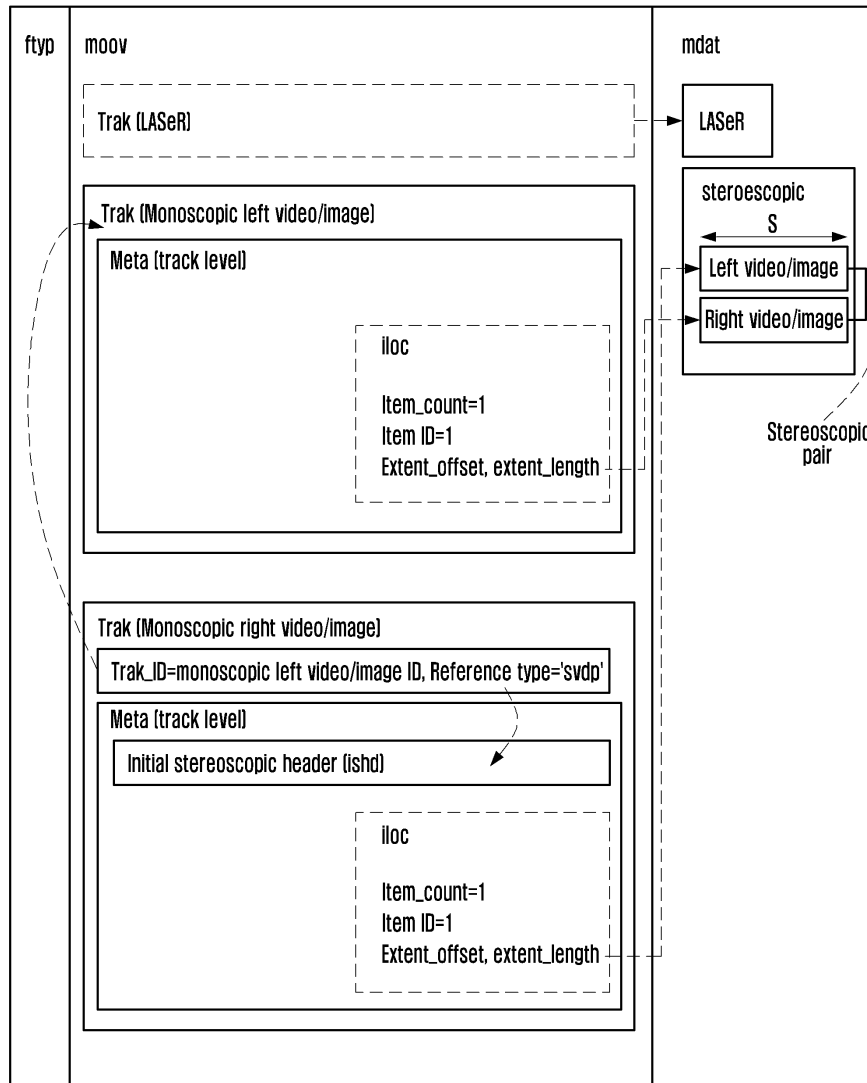 ftyp
moov
mdat
Trak (LASeR)
LASeR
Trak (Monoscopic left video/image)
Meta (track level)
iloc
Item_count=1
Item ID=1
Extent_offset, extent_length
steroescopic
S
Left video/image
Right video/image
Stereoscopic
pair
Trak (Monoscopic right video/image)
Trak_ID=monoscopic left video/image ID, Reference type='svdp'
Meta (track level)
Initial stereoscopic header (ishd)
iloc
Item_count=1
Item ID=1
Extent_offset, extent_length